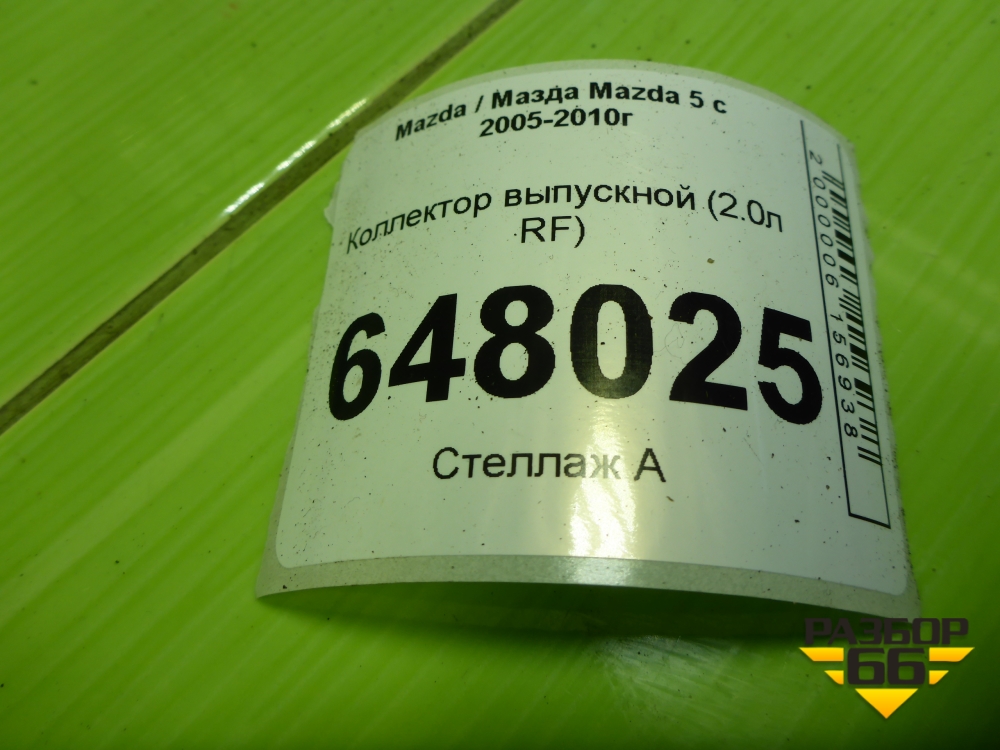 Mazda / Мазда Mazda 5 с
2005-2010г
Коллектор выпускной (2.0л
RF)
648025
Стеллаж А
2000006156938
РАЗБОР
66